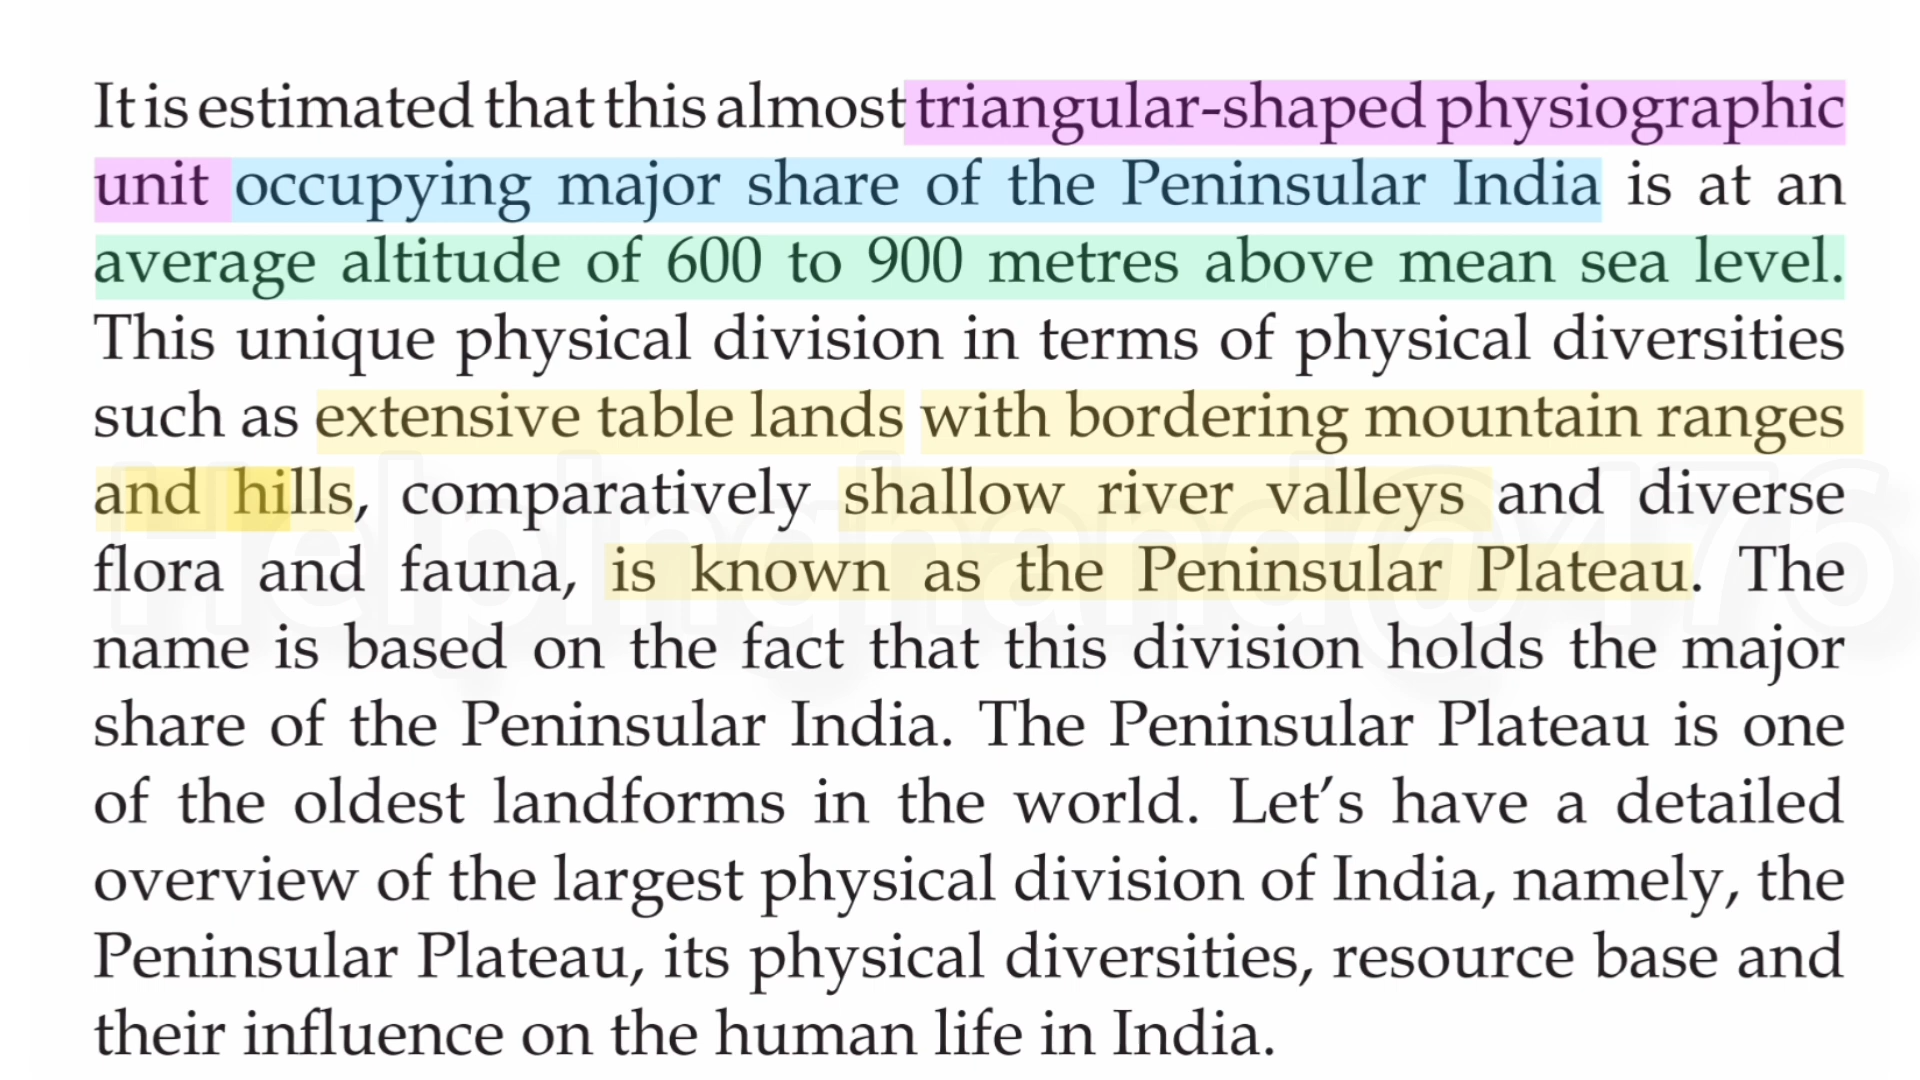 It is estimated that this almost triangular-shaped physiographic
unit occupying major share of the Peninsular India is at an
average altitude of 600 to 900 metres above mean sea level.
This unique physical division in terms of physical diversities
such as extensive table lands with bordering mountain ranges
and hills, comparatively shallow river valleys and diverse
flora and fauna, is known as the Peninsular Plateau. The
name is based on the fact that this division holds the major
share of the Peninsular India. The Peninsular Plateau is one
of the oldest landforms in the world. Let’s have a detailed
overview of the largest physical division of India, namely, the
Peninsular Plateau, its physical diversities, resource base and
their influence on the human life in India.
HelpInghand@476